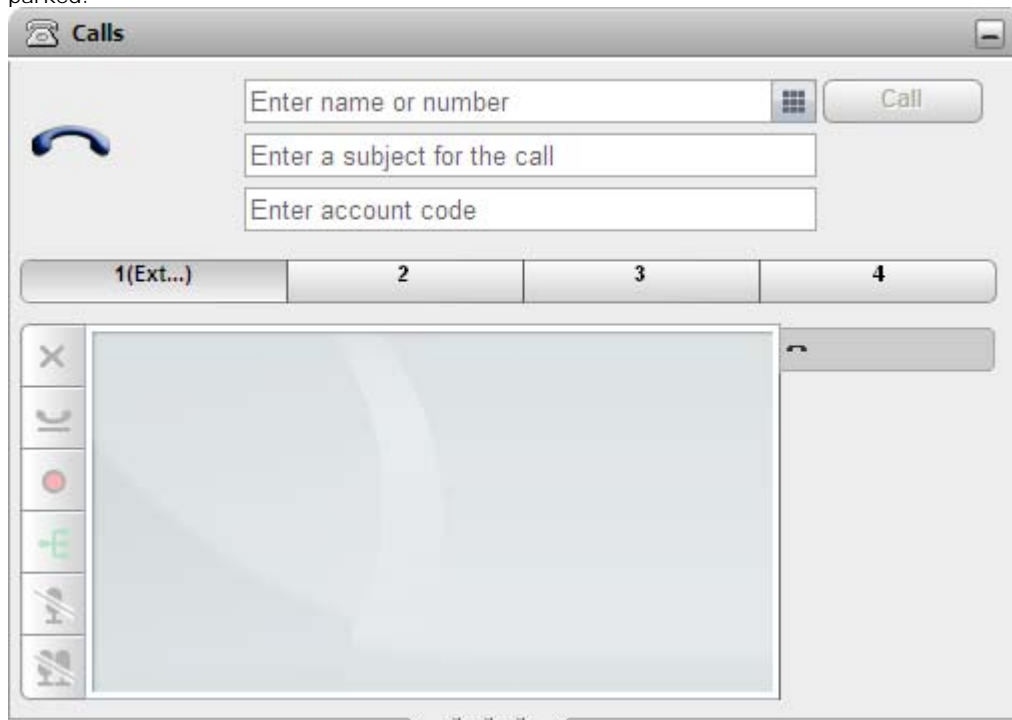 parked.
Calls
Enter name or number
Call
Enter a subject for the call
Enter account code
1(Ext...)
2
3
4